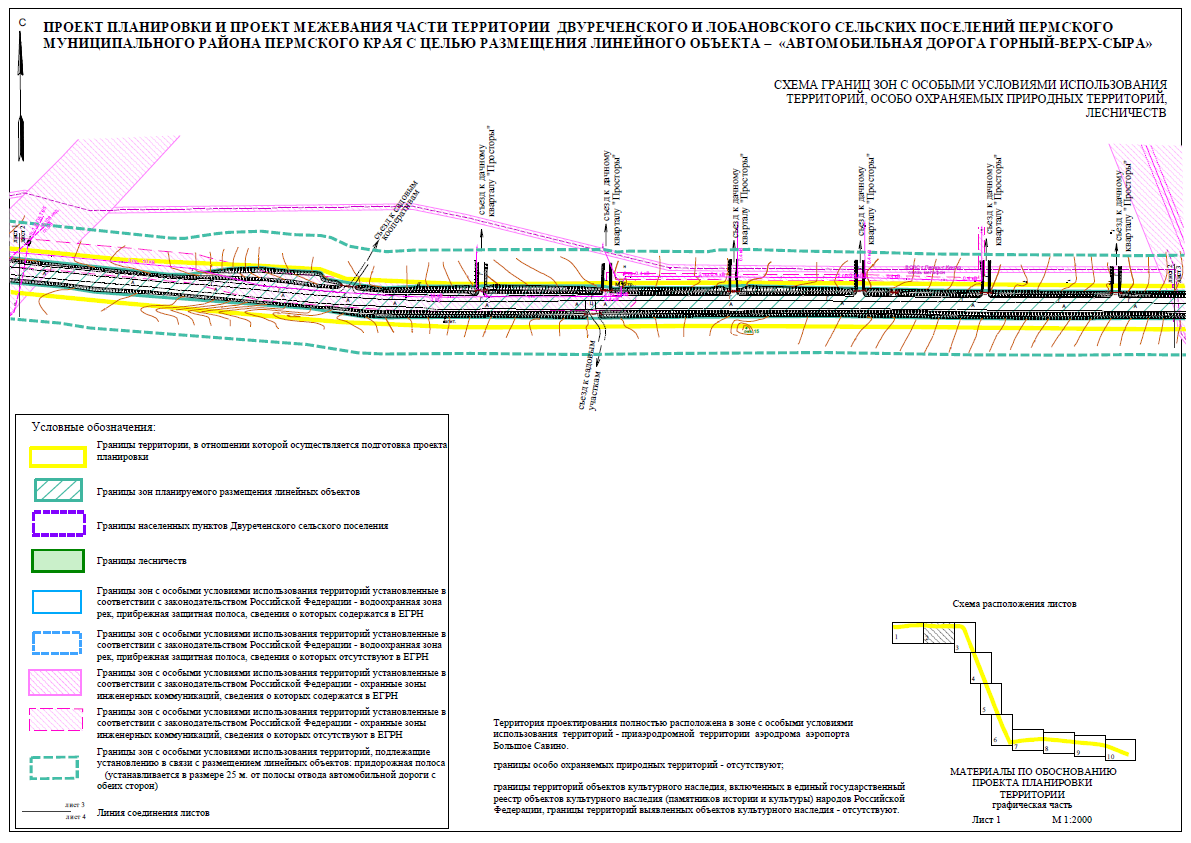 С
ПРОЕКТ ПЛАНИРОВКИ И ПРОЕКТ МЕЖЕВАНИЯ ЧАСТИ ТЕРРИТОРИИ ДВУРЕЧЕНСКОГО И ЛОБАНОВСКОГО СЕЛЬСКИХ ПОСЕЛЕНИЙ ПЕРМСКОГО
МУНИЦИПАЛЬНОГО РАЙОНА ПЕРМСКОГО КРАЯ С ЦЕЛЬЮ РАЗМЕЩЕНИЯ ЛИНЕЙНОГО ОБЪЕКТА – «АВТОМОБИЛЬНАЯ ДОРОГА ГОРНЫЙ-ВЕРХ-СЫРА»
СХЕМА ГРАНИЦ ЗОН С ОСОБЫМИ УСЛОВИЯМИ ИСПОЛЬЗОВАНИЯ
ТЕРРИТОРИЙ, ОСОБО ОХРАНЯЕМЫХ ПРИРОДНЫХ ТЕРРИТОРИЙ,
ЛЕСНИЧЕСТВ
съезд к садовым
кооперативам
съезд к дачному
кварталу "Просторы"
съезд к дачному
кварталу "Просторы"
съезд к дачному
кварталу "Просторы"
съезд к дачному
кварталу "Просторы"
съезд к дачному
кварталу "Просторы"
съезд к дачному
кварталу "Просторы"
съезд к садовым
участкам
Условные обозначения:
Границы территории, в отношении которой осуществляется подготовка проекта
планировки
Границы зон планируемого размещения линейных объектов
Границы населенных пунктов Двуреченского сельского поселения
Границы лесничеств
Границы зон с особыми условиями использования территорий установленные в
соответствии с законодательством Российской Федерации - водоохранная зона
рек, прибрежная защитная полоса, сведения о которых содержатся в ЕГРН
Границы зон с особыми условиями использования территорий установленные в
соответствии с законодательством Российской Федерации - водоохранная зона
рек, прибрежная защитная полоса, сведения о которых отсутствуют в ЕГРН
Границы зон с особыми условиями использования территорий установленные в
соответствии с законодательством Российской Федерации - охранные зоны
инженерных коммуникаций, сведения о которых содержатся в ЕГРН
Границы зон с особыми условиями использования территорий установленные в
соответствии с законодательством Российской Федерации - охранные зоны
инженерных коммуникаций, сведения о которых отсутствуют в ЕГРН
Границы зон с особыми условиями использования территорий, подлежащие
установлению в связи с размещением линейных объектов: придорожная полоса
(устанавливается в размере 25 м. от полосы отвода автомобильной дороги с
обеих сторон)
лист 3
лист 4
Линия соединения листов
Территория проектирования полностью расположена в зоне с особыми условиями
использования территорий - приаэродромной территии аэродрома аэропорта
Большое Савино.
границы особо охраняемых природных территорий - отсутствуют;
границы территорий объектов культурного наследия, включенных в единый государственный
реестр объектов культурного наследия (памятников истории и культуры) народов Российской
Федерации, границы территорий выявленных объектов культурного наследия - отсутствуют.
Схема расположения листов
1
2
3
4
5
6
7
8
9
10
МАТЕРИАЛЫ ПО ОБОСНОВАНИЮ
ПРОЕКТА ПЛАНИРОВКИ
ТЕРРИТОРИИ
графическая часть
Лист 1 М 1:2000